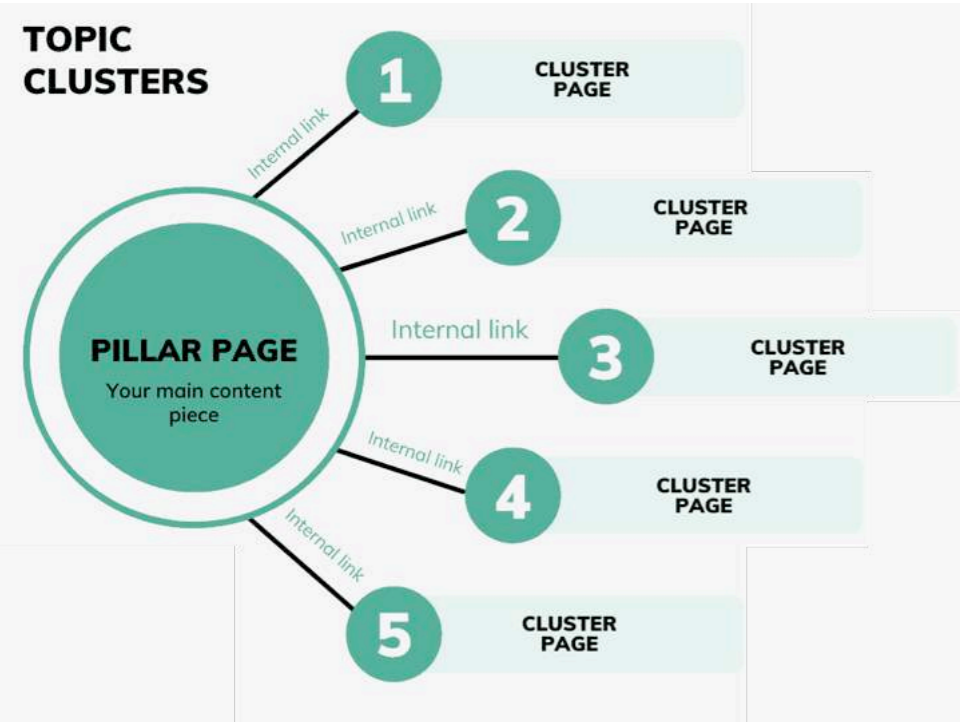 TOPIC
CLUSTERS
Internal link
1
CLUSTER
PAGE
Internal link
2
CLUSTER
PAGE
PILLAR PAGE
Your main content
piece
Internal link
3
CLUSTER
PAGE
Internal link
4
CLUSTER
PAGE
Internal link
5
CLUSTER
PAGE